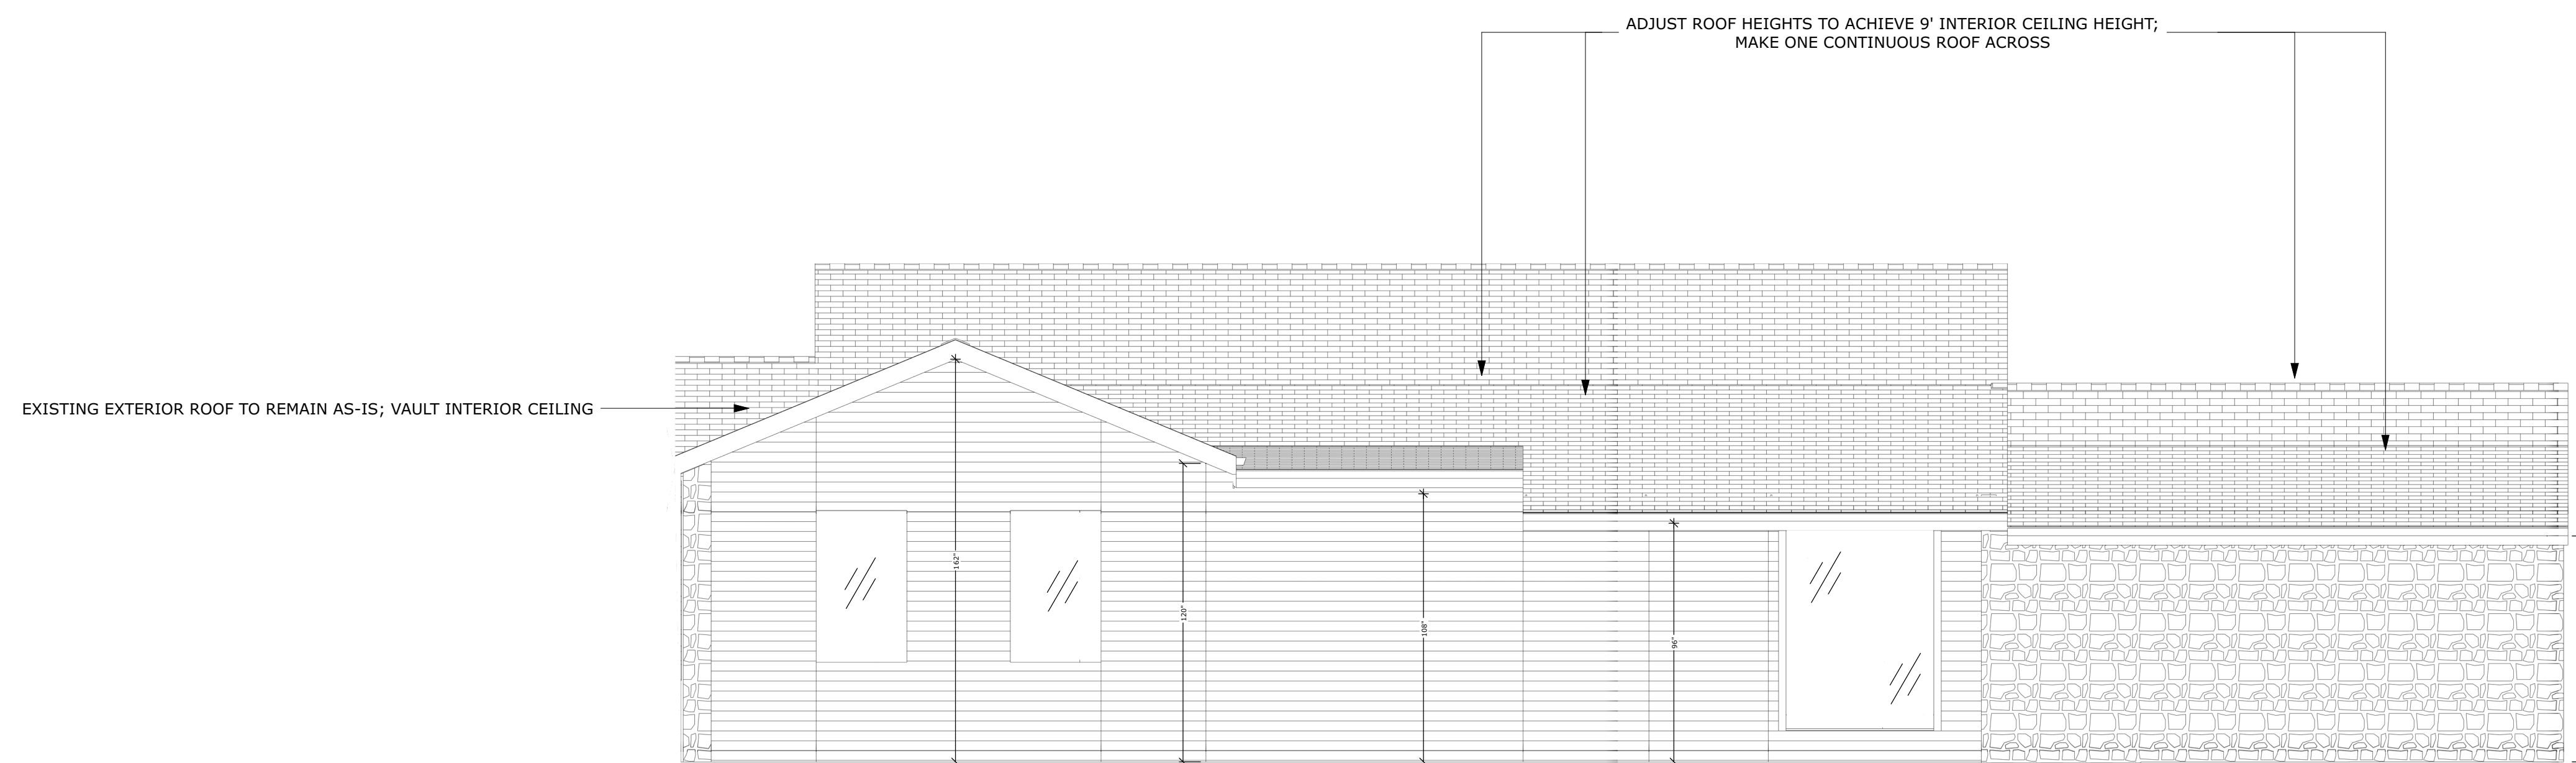 ADJUST ROOF HEIGHTS TO ACHIEVE 9' INTERIOR CEILING HEIGHT;
MAKE ONE CONTINUOUS ROOF ACROSS
EXISTING EXTERIOR ROOF TO REMAIN AS-IS; VAULT INTERIOR CEILING
162"
120"
108"
96"